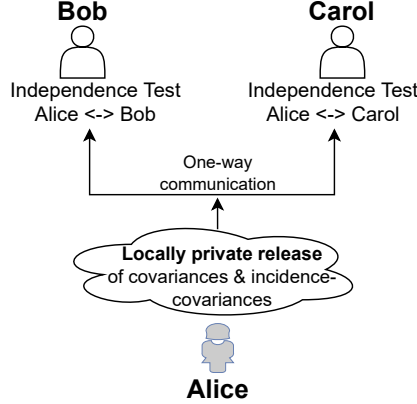 Bob
Carol
Independence Test
Alice <-> Bob
Independence Test
Alice <-> Carol
One-way
communication
Locally private release
of covariances & incidence-
covariances
Alice